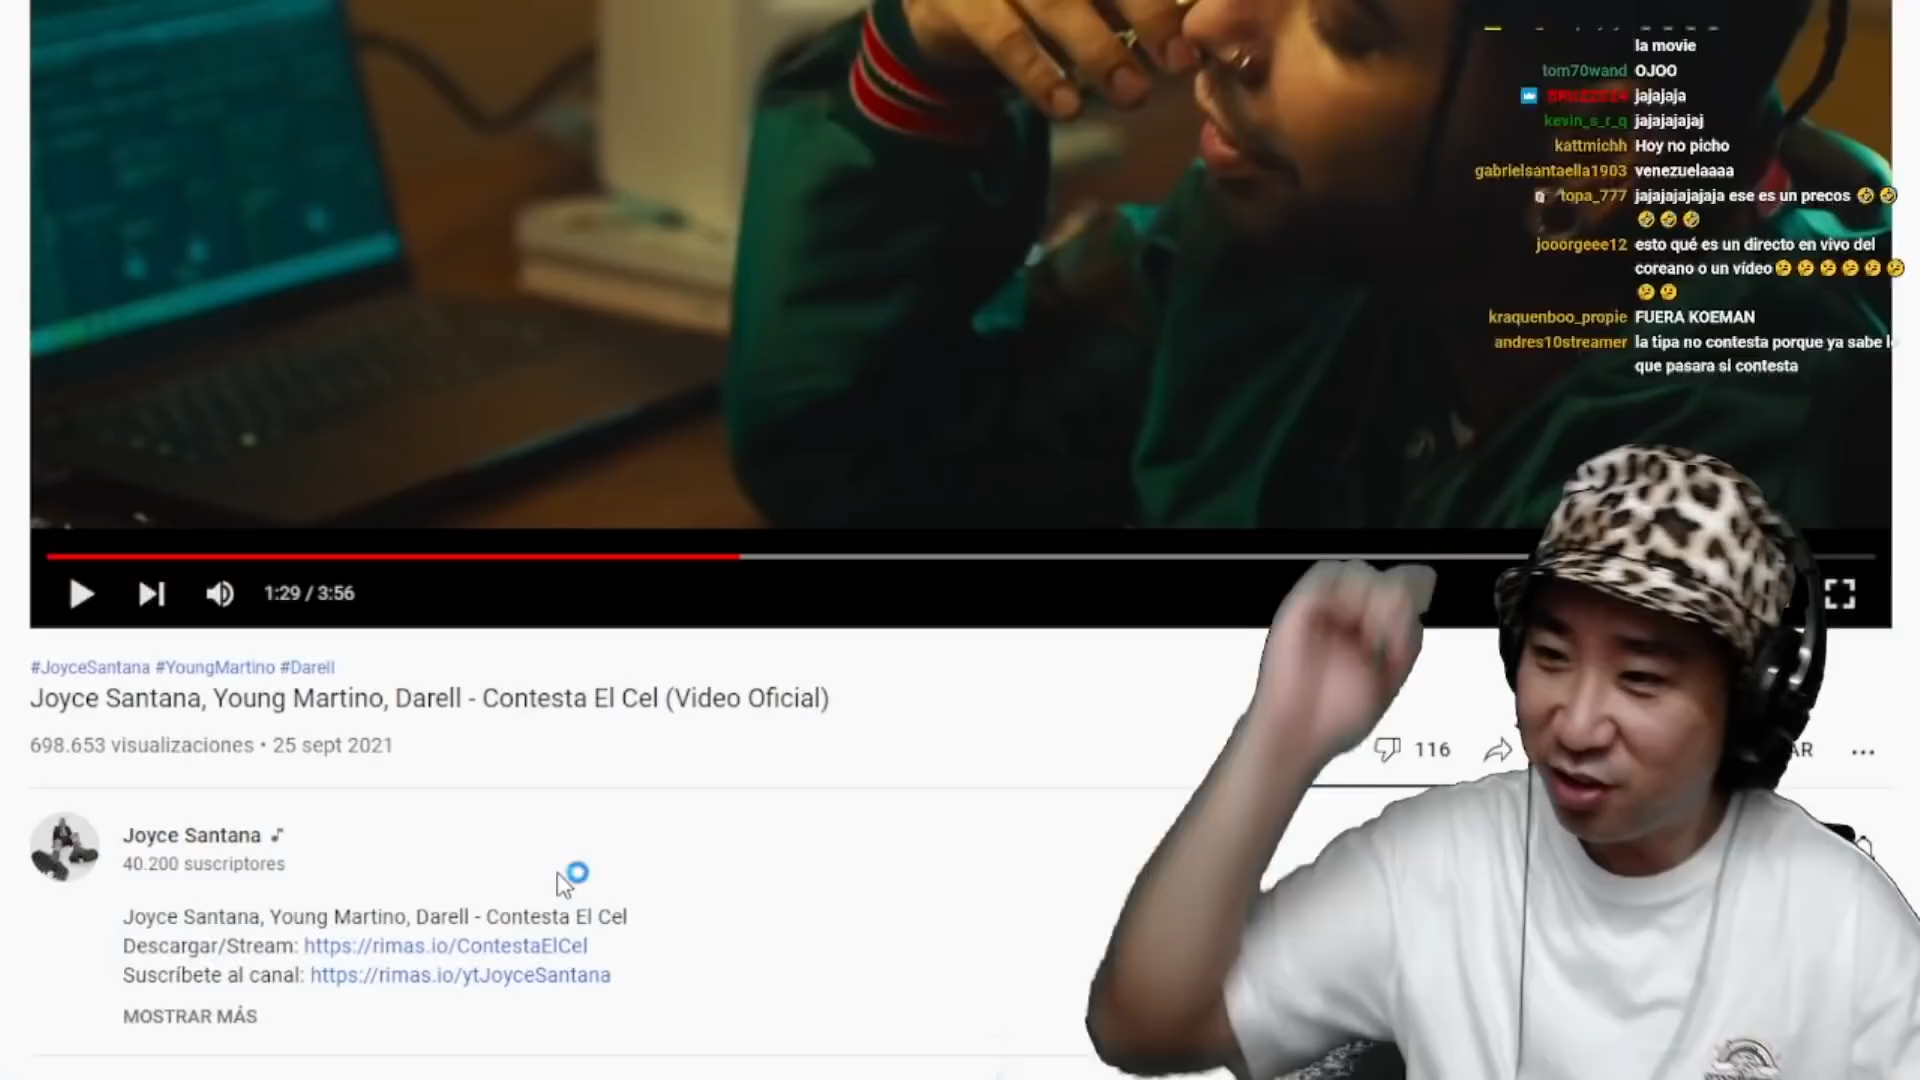 la movie
tom70wand OJOO
jajajaja
kevin_s_r_q jajajajajaj
kattmichh Hoy no picho
gabrielsantaella1903 venezuelaaaa
topa_777 jajajajajajaja ese es un precos 🤣 🤣
🤣 🤣 🤣
jooorgeee12 esto qué es un directo en vivo del
coreano o un vídeo 🤔 🤔 🤔 🤔 🤔 🤔
🤔 🤔
kraquenboo_propie FUERA KOEMAN
andres10streamer la tipa no contesta porque ya sabe
que pasara si contesta
1:29 / 3:56
#JoyceSantana #YoungMartino #Darell
Joyce Santana, Young Martino, Darell - Contesta El Cel (Video Oficial)
698.653 visualizaciones • 25 sept 2021
116
AR
Joyce Santana
40.200 suscriptores
Joyce Santana, Young Martino, Darell - Contesta El Cel
Descargar/Stream: https://rimas.io/ContestaElCel
Suscríbete al canal: https://rimas.io/ytJoyceSantana
MOSTRAR MÁS